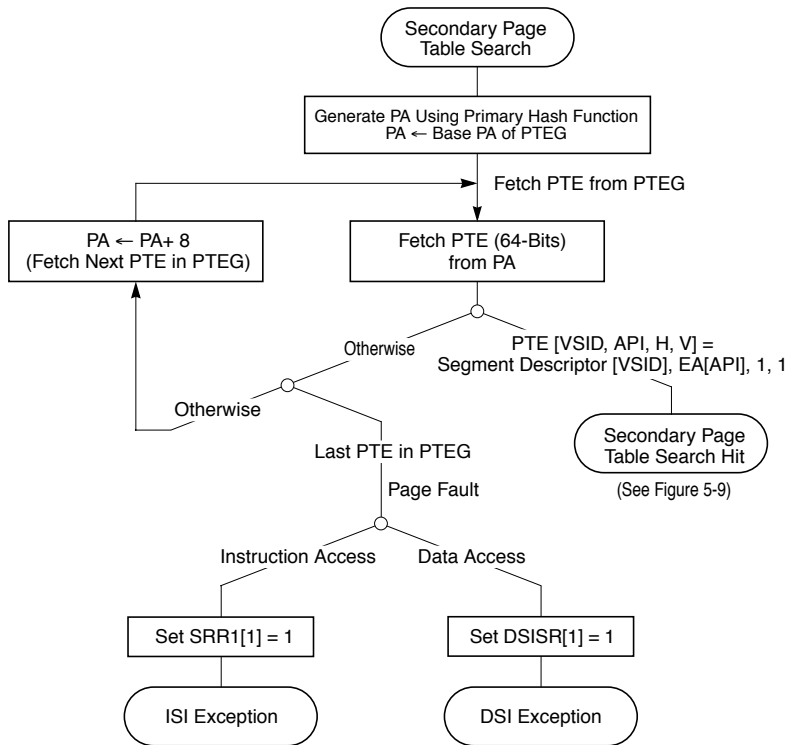 Secondary Page
Table Search
Generate PA Using Primary Hash Function
PA ← Base PA of PTEG
Fetch PTE from PTEG
PA ← PA+ 8
(Fetch Next PTE in PTEG)
Fetch PTE (64-Bits)
from PA
Otherwise
PTE [VSID, API, H, V] =
Segment Descriptor [VSID], EA[API], 1, 1
Otherwise
Secondary Page
Table Search Hit
(See Figure 5-9)
Last PTE in PTEG
Page Fault
Instruction Access
Data Access
Set SRR1[1] = 1
Set DSISR[1] = 1
ISI Exception
DSI Exception